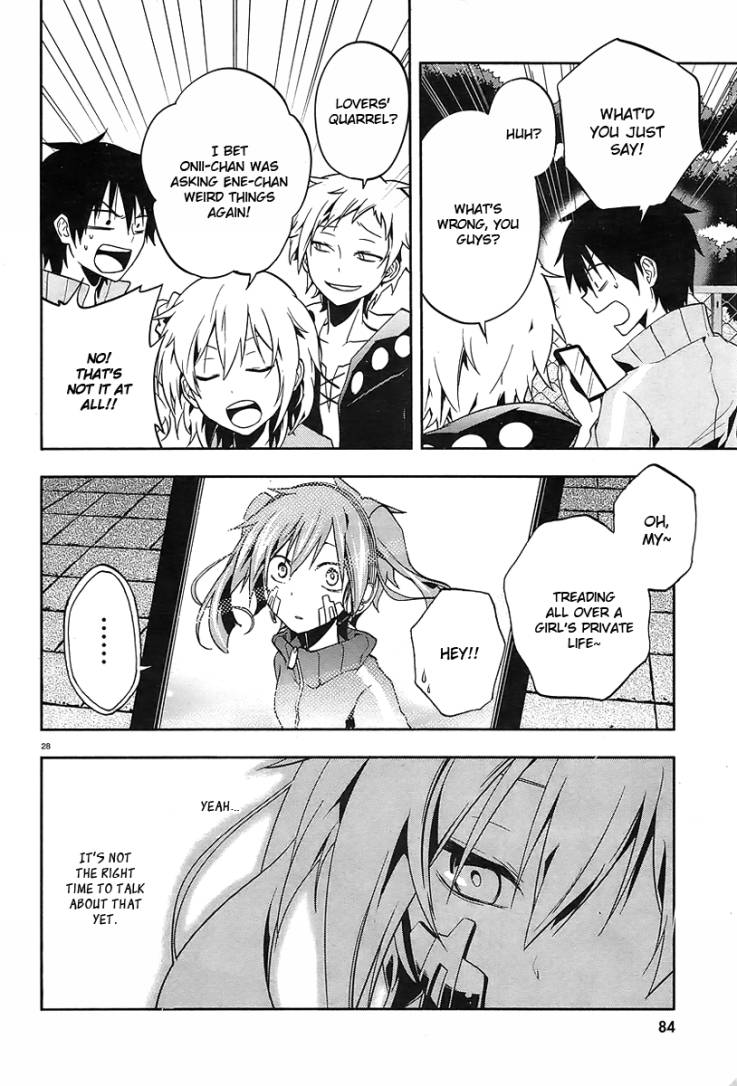 WHAT'D
YOU JUST
SAY!
HUH?
WHAT'S
WRONG, YOU
GUYS?
LOVERS'
QUARREL?
I BET
ONII-CHAN WAS
ASKING ENE-CHAN
WEIRD THINGS
AGAIN!
NO!
THAT'S
NOT IT AT
ALL!!
OH,
MY~
TREADING
ALL OVER A
GIRL'S PRIVATE
LIFE~
HEY!!
......
28
YEAH...
IT'S NOT
THE RIGHT
TIME TO TALK
ABOUT THAT
YET.
84